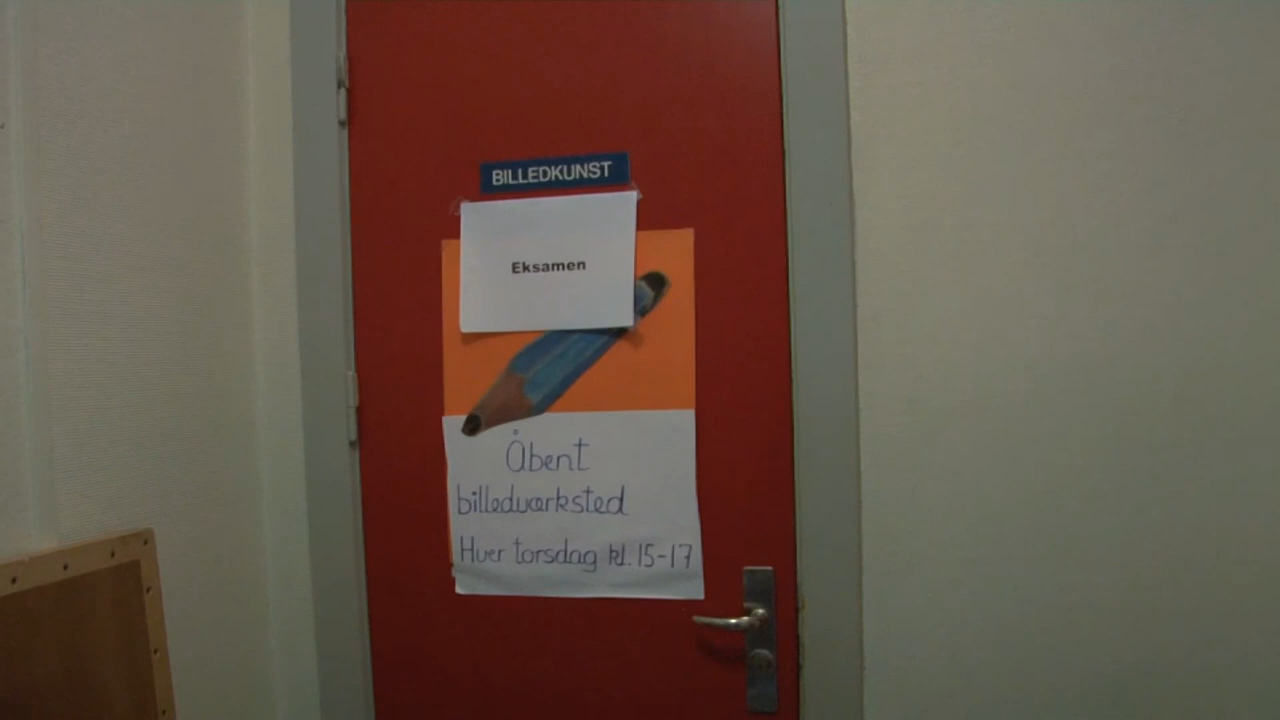 BILLEDKUNST
Eksamen
Åbent
billedværksted
Hver torsdag kl. 15-17